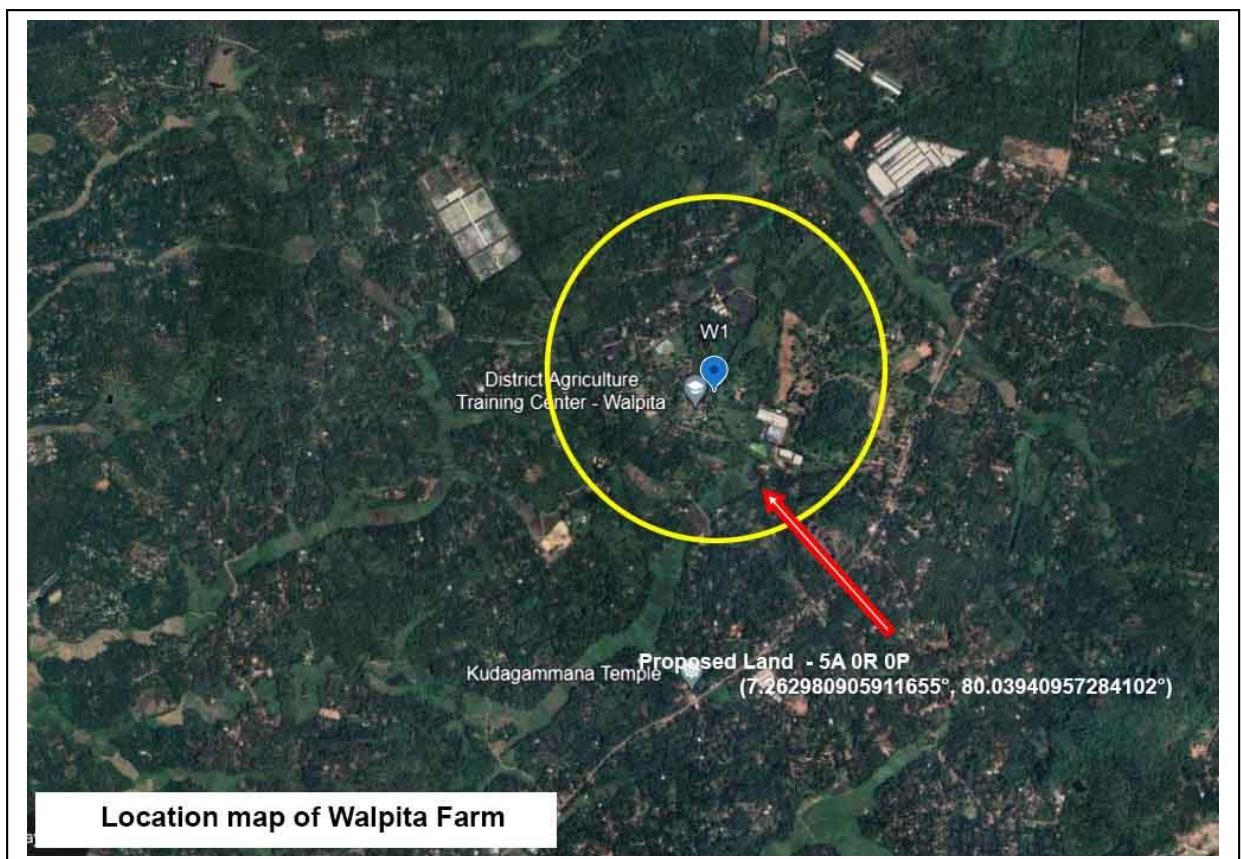 W1
District Agriculture
Training Center - Walpita
Proposed Land - 5A 0R 0P
Kudagammana Temple
(7.262980905911655°, 80.03940957284102°)
Location map of Walpita Farm